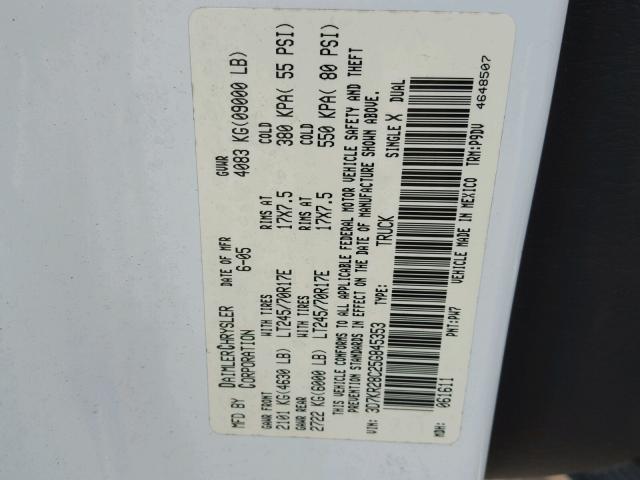 MFD BY DAIMLERCHRYSLER CORPORATION DATE OF MFR 6-05 GVWR 4083 KG(09000 LB)
GAWR FRONT WITH TIRES RIMS AT COLD
2101 KG(4630 LB) LT245/70R17E 17X7.5 380 KPA( 55 PSI)
GAWR REAR WITH TIRES RIMS AT COLD
2722 KG(6000 LB) LT245/70R17E 17X7.5 550 KPA( 80 PSI)
THIS VEHICLE CONFORMS TO ALL APPLICABLE FEDERAL MOTOR VEHICLE SAFETY AND THEFT
PREVENTION STANDARDS IN EFFECT ON THE DATE OF MANUFACTURE SHOWN ABOVE.
VIN: 3D7KR28C25G845353 TYPE: TRUCK SINGLE X DUAL
MDH: 061611 PNT:PW7 VEHICLE MADE IN MEXICO TRM:P9DV
4648507